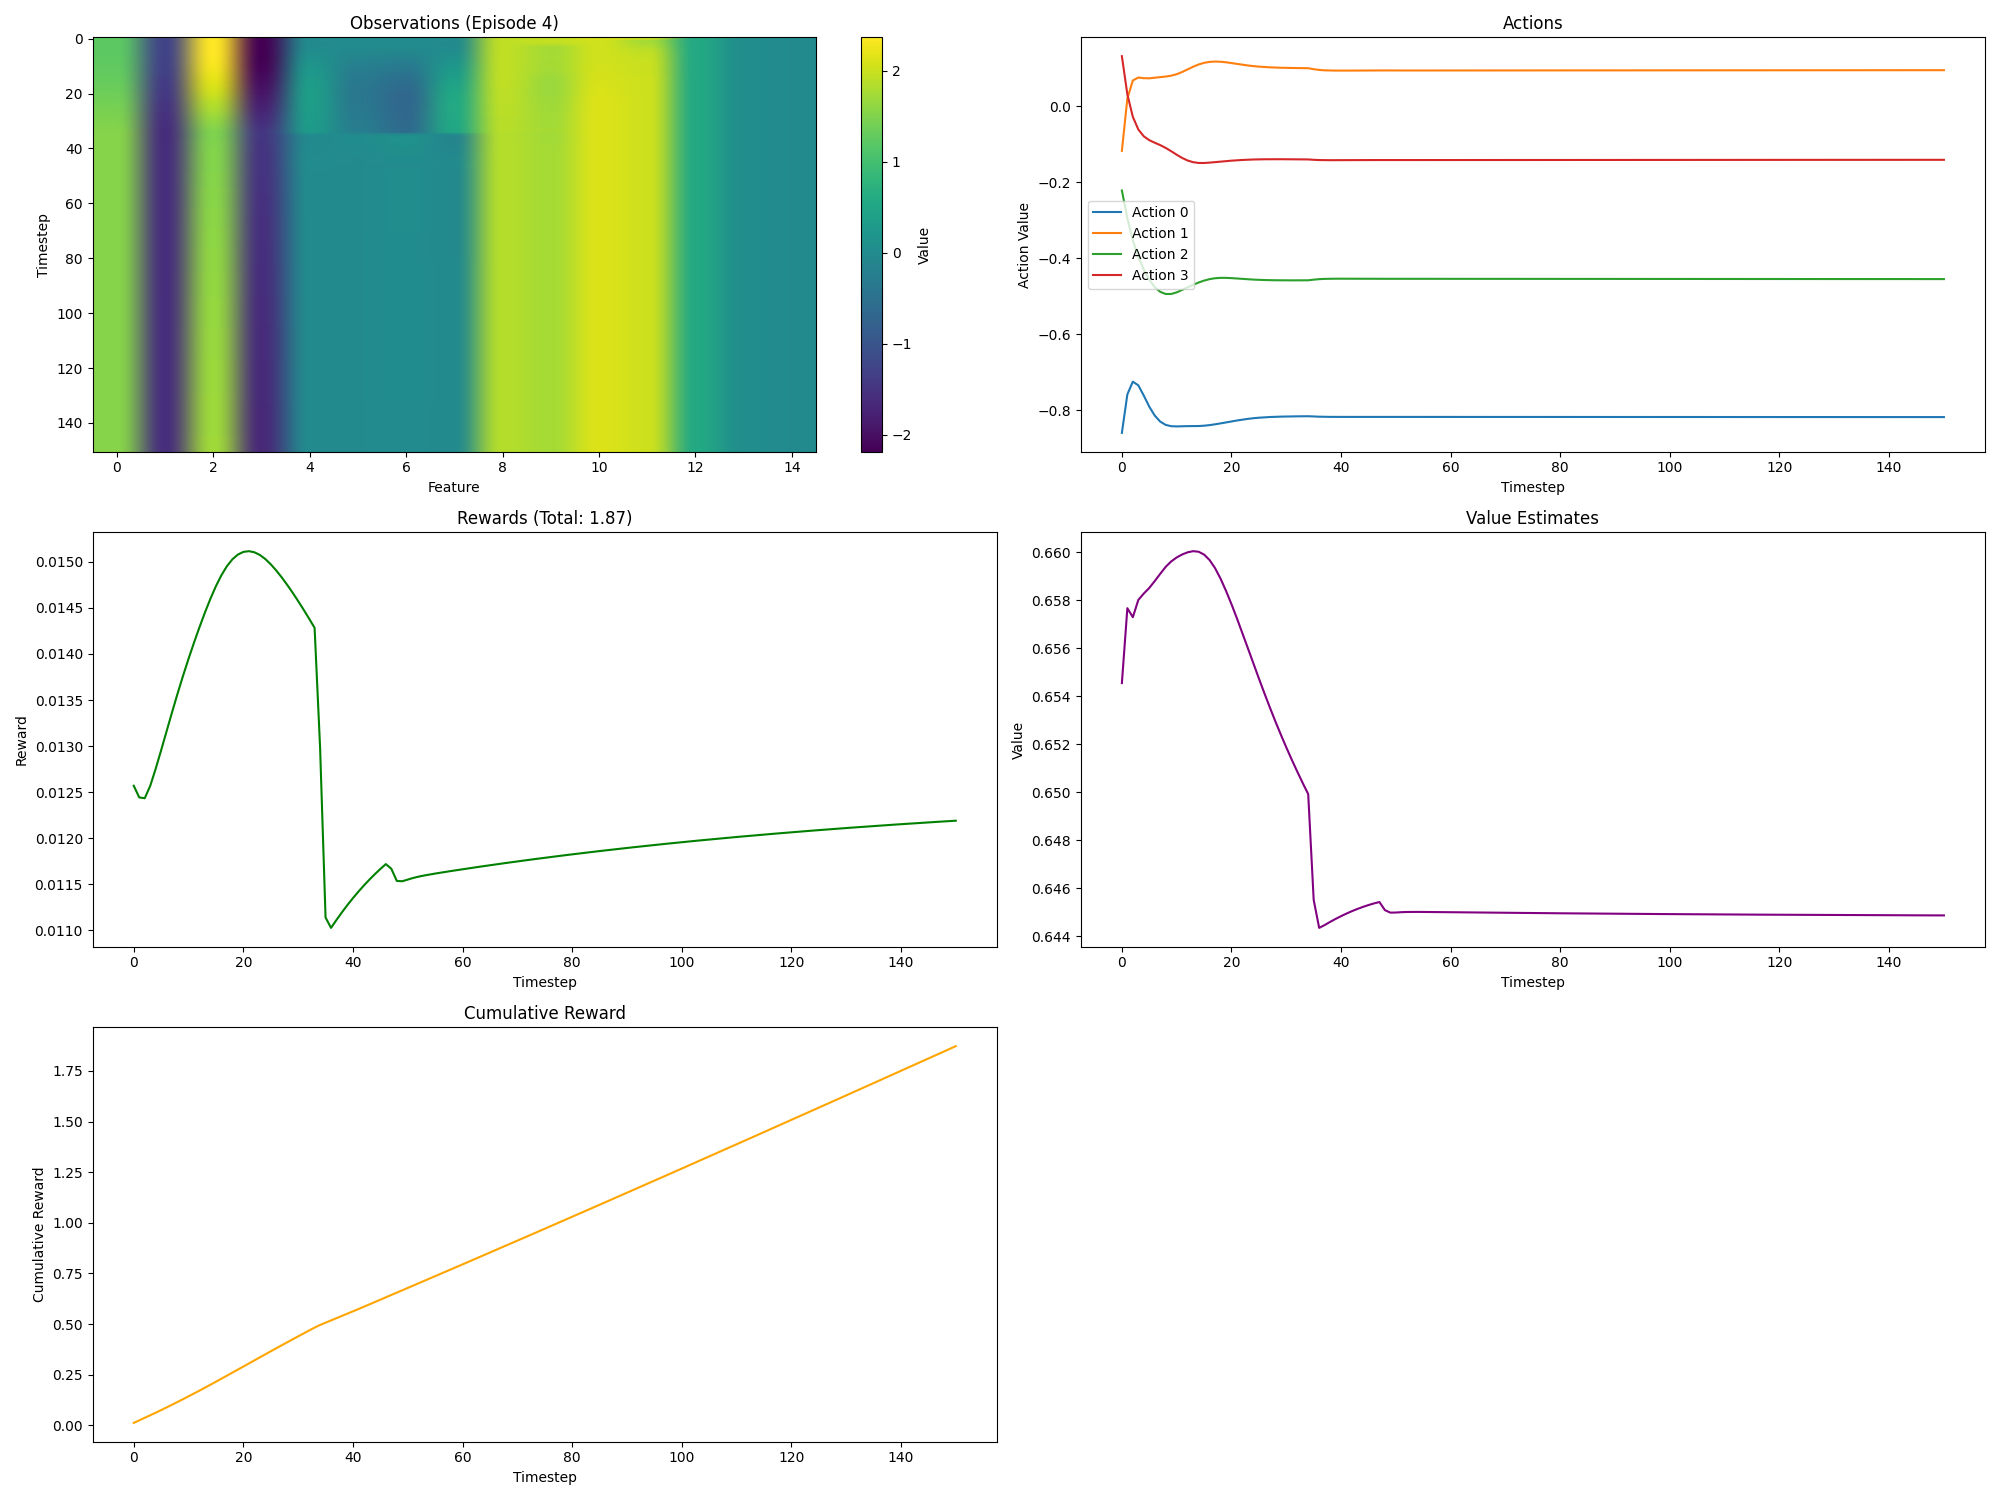 Observations (Episode 4)
0
20
40
60
80
100
120
140
Timestep
0 2 4 6 8 10 12 14
Feature
2
1
0
−1
−2
Value
Actions
0.0
−0.2
−0.4
−0.6
−0.8
Action Value
Action 0
Action 1
Action 2
Action 3
0 20 40 60 80 100 120 140
Timestep
Rewards (Total: 1.87)
0.0150
0.0145
0.0140
0.0135
0.0130
0.0125
0.0120
0.0115
0.0110
Reward
0 20 40 60 80 100 120 140
Timestep
Value Estimates
0.660
0.658
0.656
0.654
0.652
0.650
0.648
0.646
0.644
Value
0 20 40 60 80 100 120 140
Timestep
Cumulative Reward
1.75
1.50
1.25
1.00
0.75
0.50
0.25
0.00
Cumulative Reward
0 20 40 60 80 100 120 140
Timestep